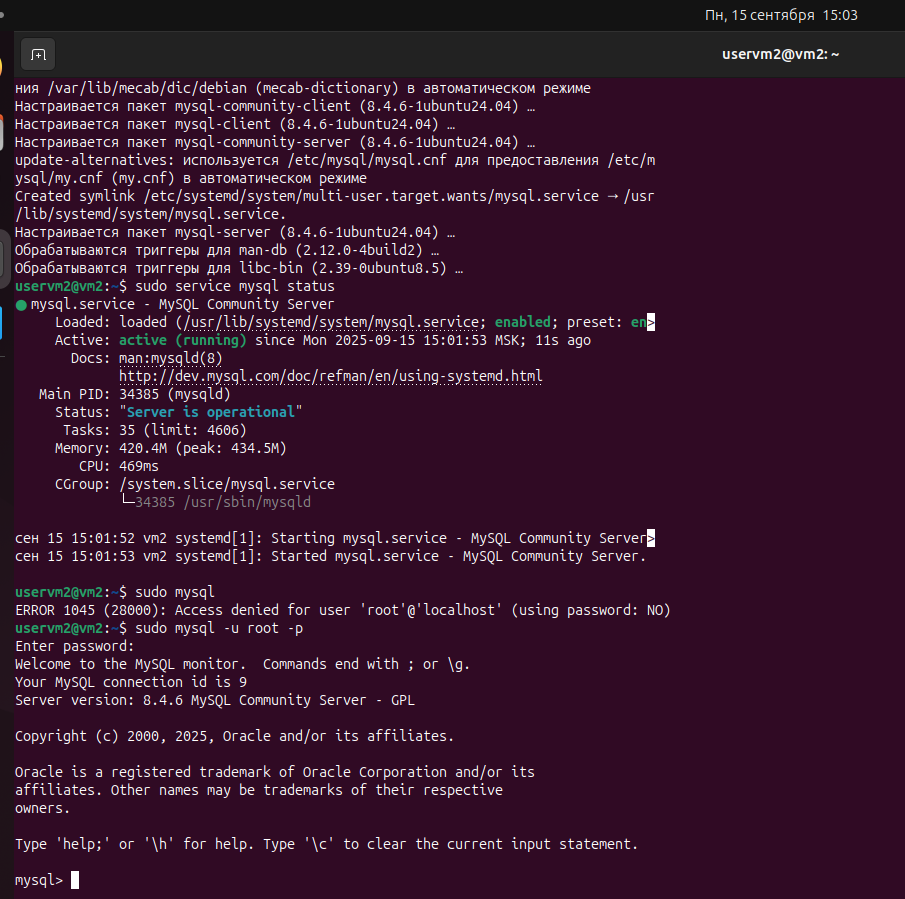 Пн, 15 сентября 15:03
uservm2@vm2: ~
ния /var/lib/mecab/dic/debian (mecab-dictionary) в автоматическом режиме
Настраивается пакет mysql-community-client (8.4.6-1ubuntu24.04) …
Настраивается пакет mysql-client (8.4.6-1ubuntu24.04) …
Настраивается пакет mysql-community-server (8.4.6-1ubuntu24.04) …
update-alternatives: используется /etc/mysql/mysql.cnf для предоставления /etc/m
ysql/my.cnf (my.cnf) в автоматическом режиме
Created symlink /etc/systemd/system/multi-user.target.wants/mysql.service → /usr
/lib/systemd/system/mysql.service.
Настраивается пакет mysql-server (8.4.6-1ubuntu24.04) …
Обрабатываются триггеры для man-db (2.12.0-4build2) …
Обрабатываются триггеры для libc-bin (2.39-0ubuntu8.5) …
uservm2@vm2:~$ sudo service mysql status
● mysql.service - MySQL Community Server
Loaded: loaded (/usr/lib/systemd/system/mysql.service; enabled; preset: en>
Active: active (running) since Mon 2025-09-15 15:01:53 MSK; 11s ago
Docs: man:mysqld(8)
http://dev.mysql.com/doc/refman/en/using-systemd.html
Main PID: 34385 (mysqld)
Status: "Server is operational"
Tasks: 35 (limit: 4606)
Memory: 420.4M (peak: 434.5M)
CPU: 469ms
CGroup: /system.slice/mysql.service
└─34385 /usr/sbin/mysqld
сен 15 15:01:52 vm2 systemd[1]: Starting mysql.service - MySQL Community Server>
сен 15 15:01:53 vm2 systemd[1]: Started mysql.service - MySQL Community Server.
uservm2@vm2:~$ sudo mysql
ERROR 1045 (28000): Access denied for user 'root'@'localhost' (using password: NO)
uservm2@vm2:~$ sudo mysql -u root -p
Enter password:
Welcome to the MySQL monitor.  Commands end with ; or \g.
Your MySQL connection id is 9
Server version: 8.4.6 MySQL Community Server - GPL
Copyright (c) 2000, 2025, Oracle and/or its affiliates.
Oracle is a registered trademark of Oracle Corporation and/or its
affiliates. Other names may be trademarks of their respective
owners.
Type 'help;' or '\h' for help. Type '\c' to clear the current input statement.
mysql>